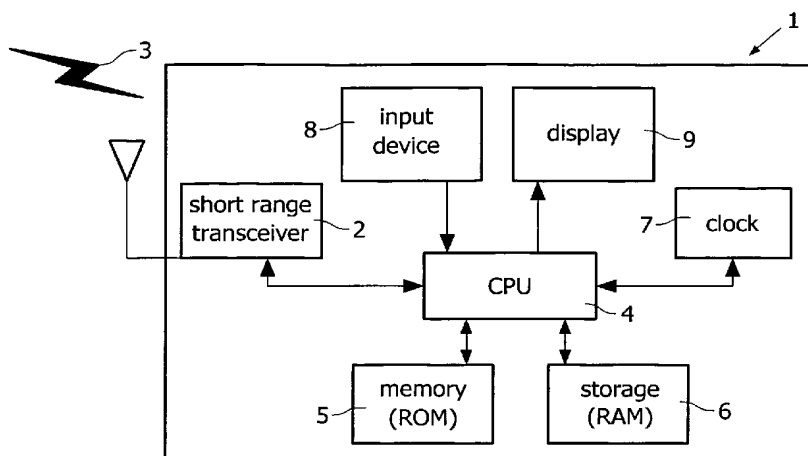 1
3
8
input
device
display
9
short range
transceiver
2
7
clock
CPU
4
5
memory
(ROM)
storage
(RAM)
6